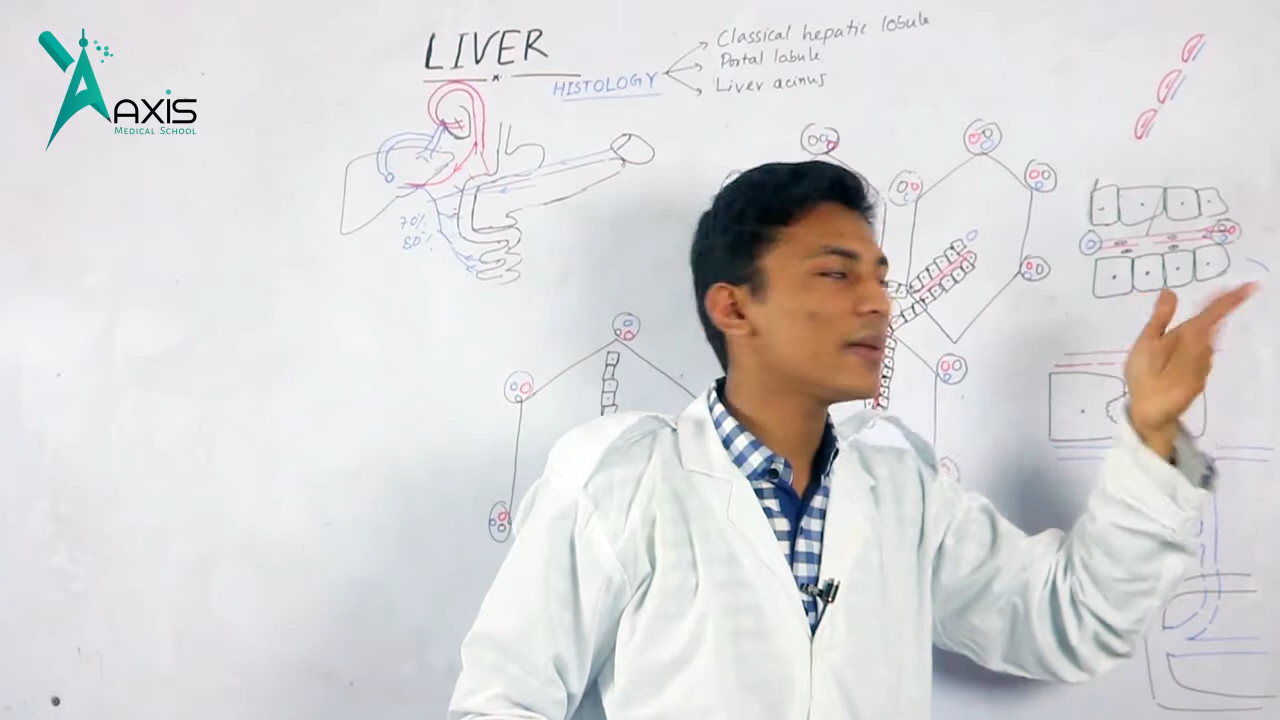 AXIS
MEDICAL SCHOOL
LIVER
HISTOLOGY
Classical hepatic lobule
Portal lobule
Liver acinus
70%
80%